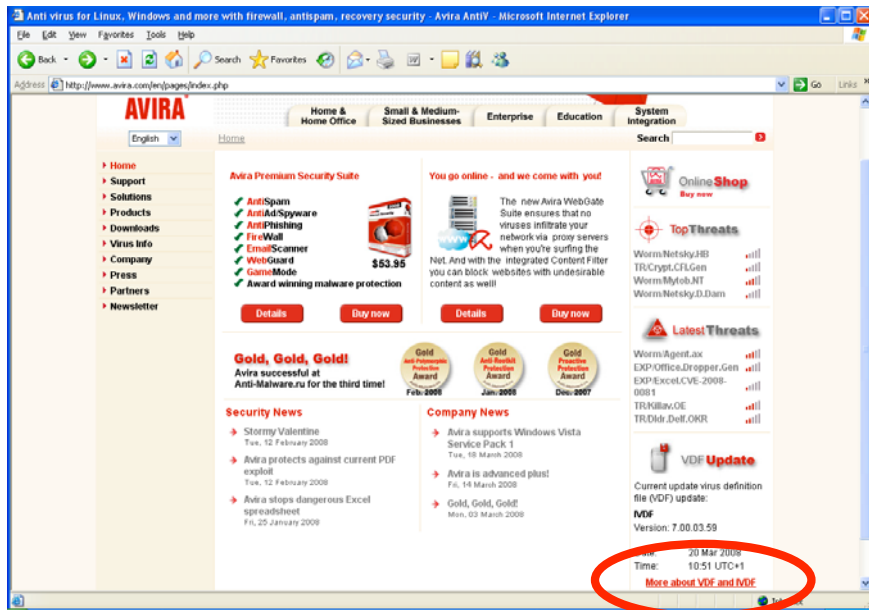 Anti virus for Linux, Windows and more with firewall, antispam, recovery security - Avira AntiV - Microsoft Internet Explorer
File Edit View Favorites Tools Help
Back Search Favorites
Address http://www.avira.com/en/pages/index.php Go Links »
AVIRA
Home & Home Office
Small & Medium-Sized Businesses
Enterprise
Education
System Integration
English
Home
Search
Home
Support
Solutions
Products
Downloads
Virus Info
Company
Press
Partners
Newsletter
Avira Premium Security Suite
AntiSpam
AntiAd/Spyware
AntiPhishing
FireWall
EmailScanner
WebGuard
GameMode
Award winning malware protection
$53.95
Details
Buy now
You go online - and we come with you!
The new Avira WebGate
Suite ensures that no
viruses infiltrate your
network via proxy servers
when you're surfing the
Net. And with the integrated Content Filter
you can block websites with undesirable
content as well!
Details
Buy now
Gold, Gold, Gold!
Avira successful at
Anti-Malware.ru for the third time!
Gold
Anti-Polymorphic
Protection
Award
Feb. 2008
Gold
Anti-Rootkit
Protection
Award
Jan. 2008
Gold
Proactive
Protection
Award
Dec. 2007
Security News
Stormy Valentine
Tue, 12 February 2008
Avira protects against current PDF
exploit
Tue, 12 February 2008
Avira stops dangerous Excel
spreadsheet
Fri, 25 January 2008
Company News
Avira supports Windows Vista
Service Pack 1
Tue, 18 March 2008
Avira is advanced plus!
Fri, 14 March 2008
Gold, Gold, Gold!
Mon, 03 March 2008
Online Shop
Buy now
TopThreats
Worm/Netsky.HB
TR/Crypt.CFI.Gen
Worm/Mytob.NT
Worm/Netsky.D.Dam
Latest Threats
Worm/Agent.ax
EXP/Office.Dropper.Gen
EXP/Excel.CVE-2008-
0081
TR/Killav.OE
TR/Dldr.Delf.OKR
VDF Update
Current update virus definition
file (VDF) update:
IVDF
Version: 7.00.03.59
Date: 20 Mar 2008
Time: 10:51 UTC+1
More about VDF and IVDF